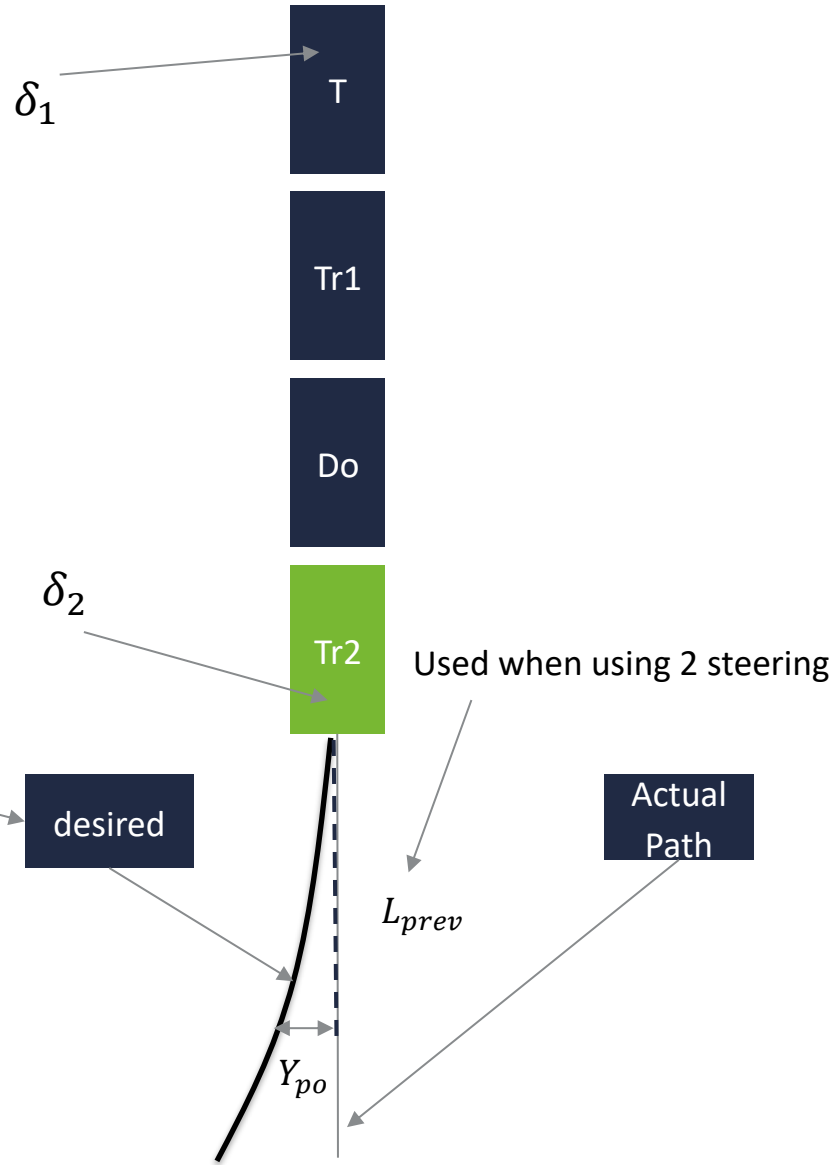 T
δ₁
Tr1
Do
δ₂
Tr2
Used when using 2 steering
desired
Actual
Path
L_prev
Y_po